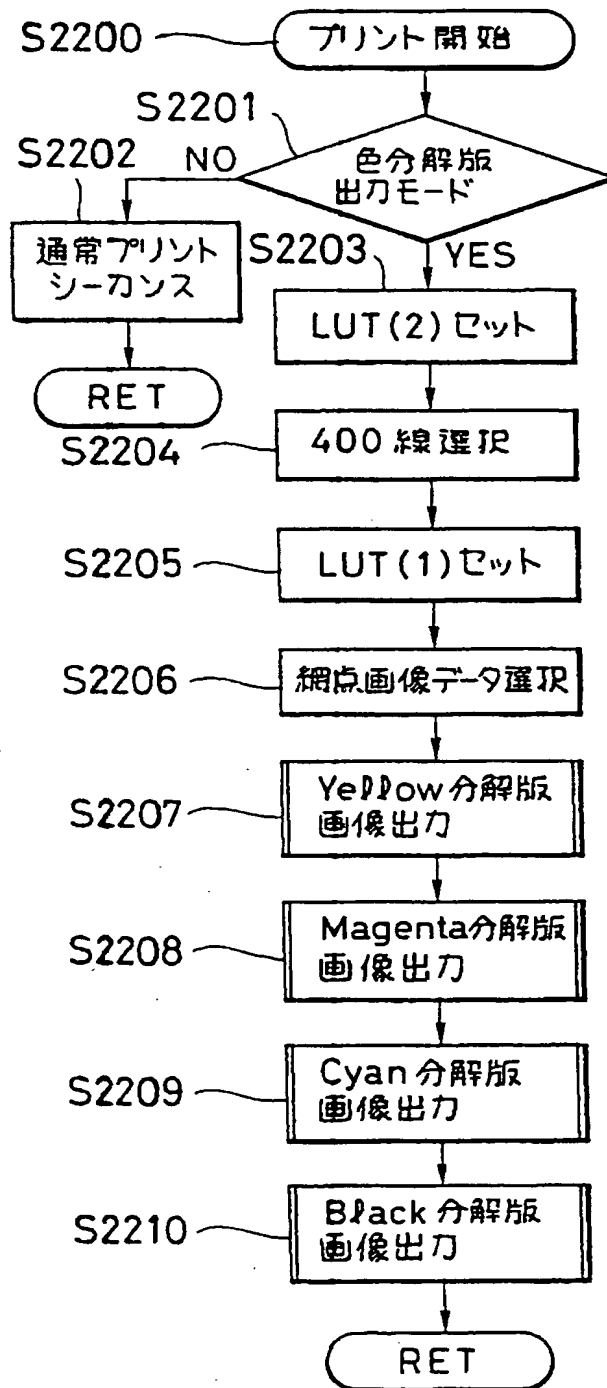 S2200
プリント開始
S2201
色分解版
出力モード
S2202
NO
通常プリント
シーカンス
RET
S2203
YES
LUT(2)セット
S2204
400線選択
S2205
LUT(1)セット
S2206
網点画像データ選択
S2207
Yellow分解版
画像出力
S2208
Magenta分解版
画像出力
S2209
Cyan分解版
画像出力
S2210
Black分解版
画像出力
RET